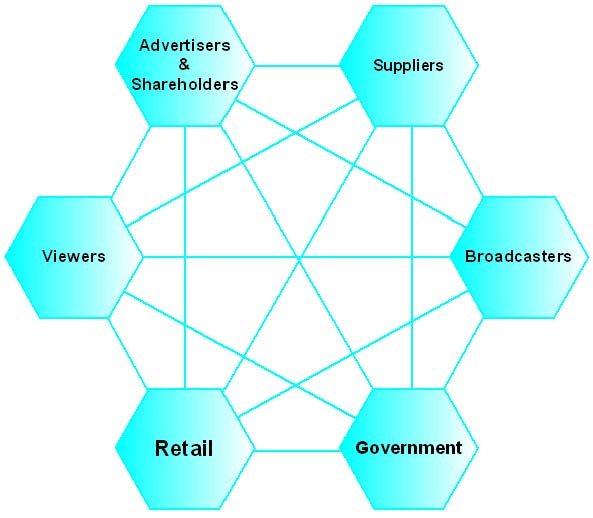 Advertisers
&
Shareholders
Suppliers
Viewers
Broadcasters
Retail
Government